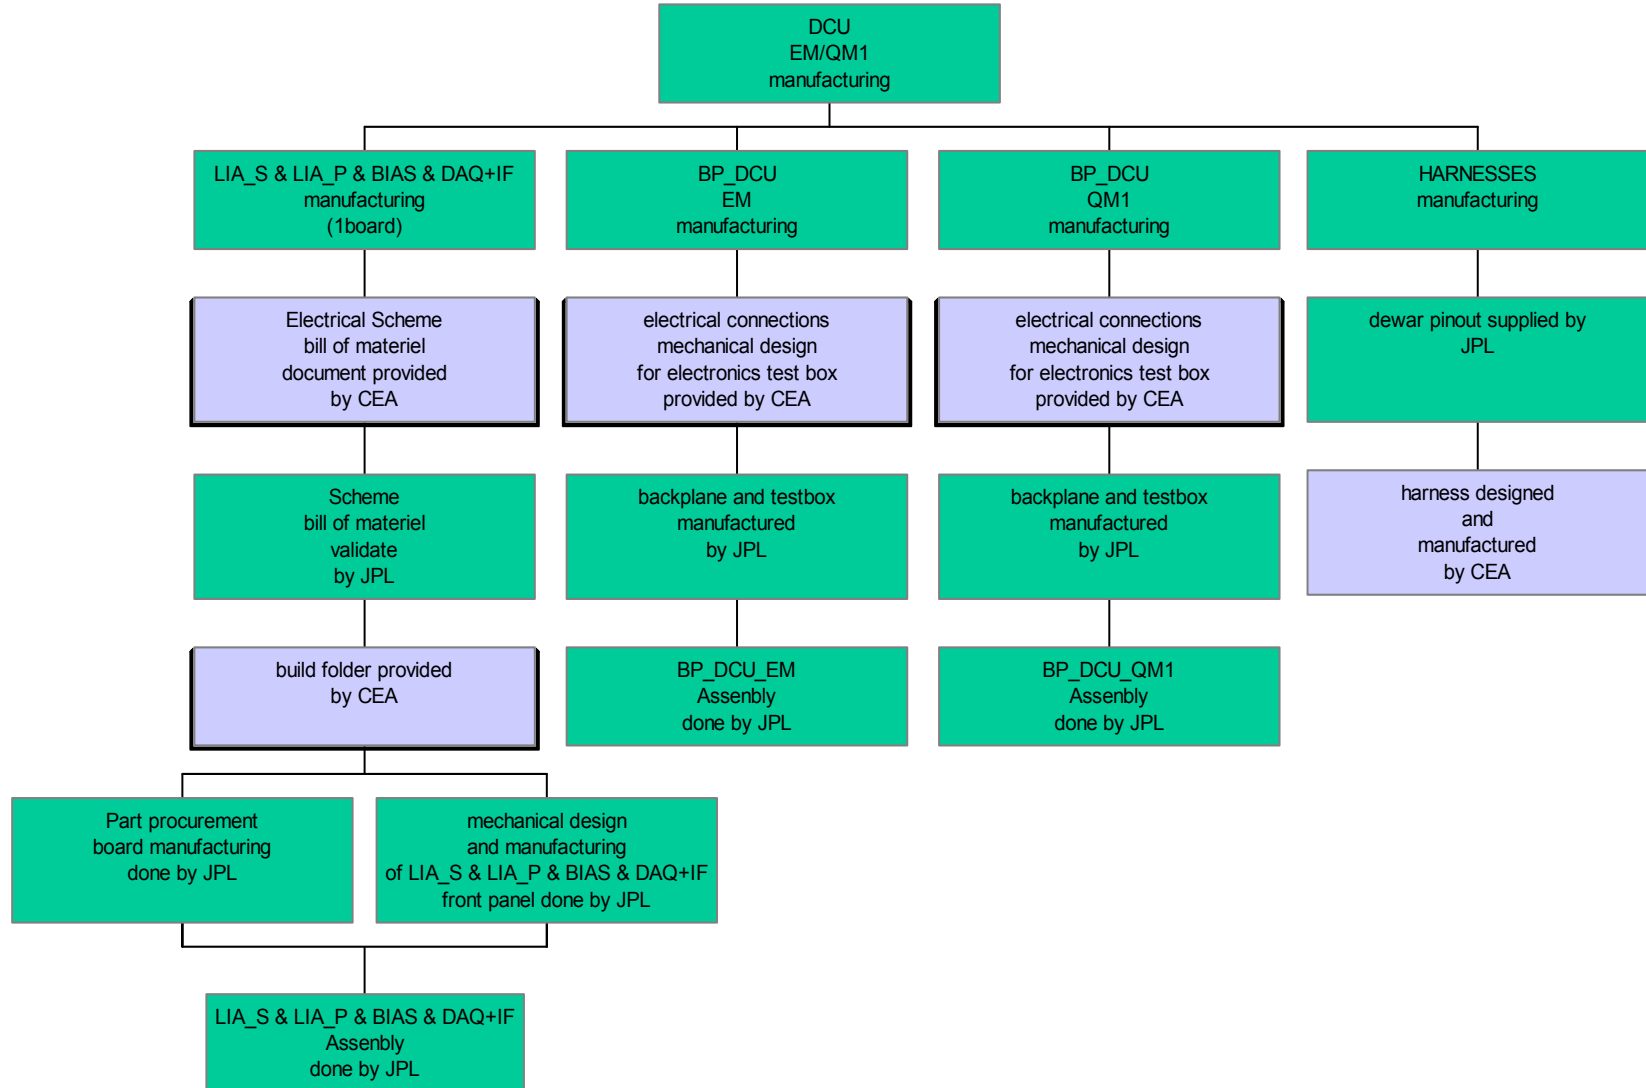 DCU
EM/QM1
manufacturing
LIA_S & LIA_P & BIAS & DAQ+IF
manufacturing
(1board)
BP_DCU
EM
manufacturing
BP_DCU
QM1
manufacturing
HARNESSES
manufacturing
Electrical Scheme
bill of materiel
document provided
by CEA
electrical connections
mechanical design
for electronics test box
provided by CEA
electrical connections
mechanical design
for electronics test box
provided by CEA
dewar pinout supplied by
JPL
Scheme
bill of materiel
validate
by JPL
backplane and testbox
manufactured
by JPL
backplane and testbox
manufactured
by JPL
harness designed
and
manufactured
by CEA
build folder provided
by CEA
BP_DCU_EM
Assenbly
done by JPL
BP_DCU_QM1
Assenbly
done by JPL
Part procurement
board manufacturing
done by JPL
mechanical design
and manufacturing
of LIA_S & LIA_P & BIAS & DAQ+IF
front panel done by JPL
LIA_S & LIA_P & BIAS & DAQ+IF
Assenbly
done by JPL